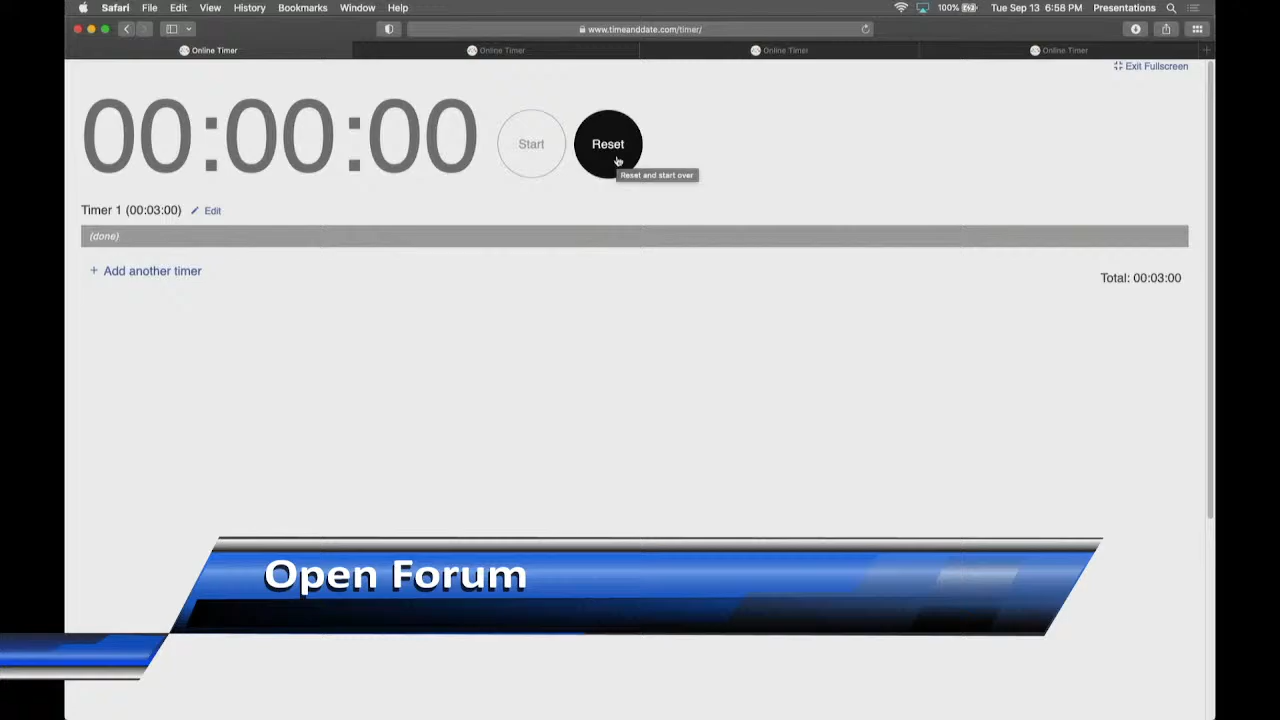 Safari File Edit View History Bookmarks Window Help 100% Tue Sep 13 6:58 PM Presentations
www.timeanddate.com/timer/
Online Timer Online Timer Online Timer Online Timer
Exit Fullscreen
00:00:00 Start Reset
Reset and start over
Timer 1 (00:03:00) Edit
(done)
+ Add another timer
Total: 00:03:00
Open Forum